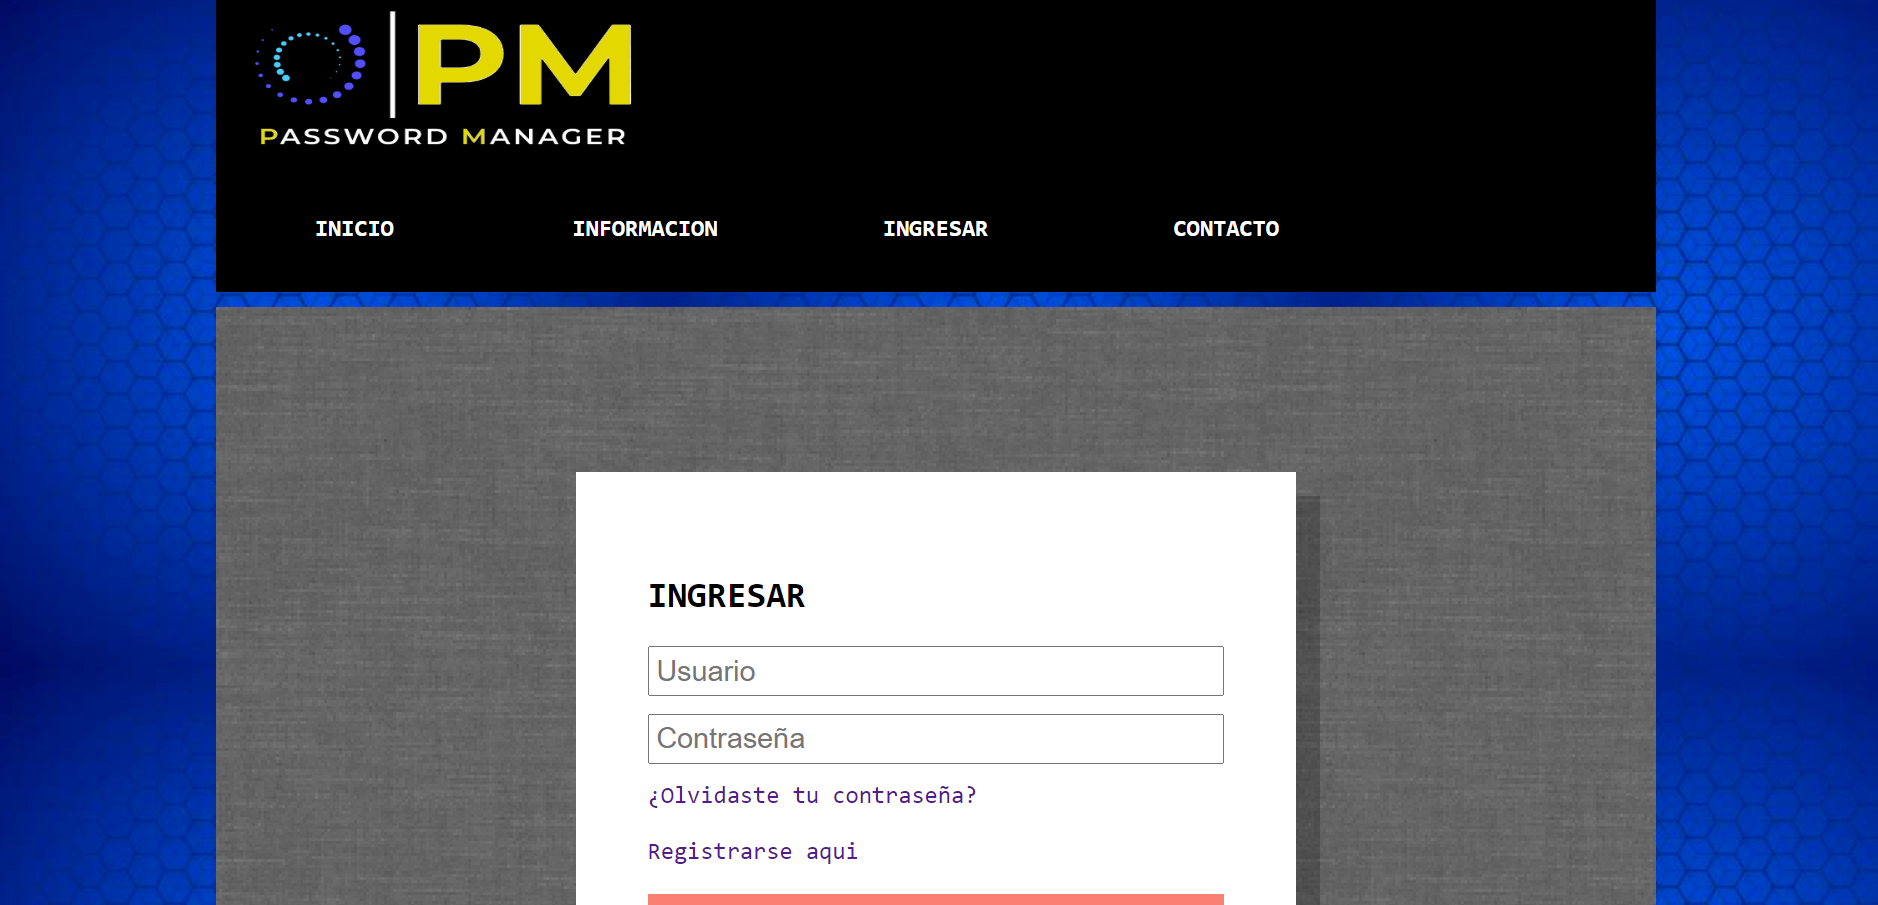 PM
PASSWORD MANAGER
INICIO INFORMACION INGRESAR CONTACTO
INGRESAR
Usuario
Contraseña
¿Olvidaste tu contraseña?
Registrarse aqui